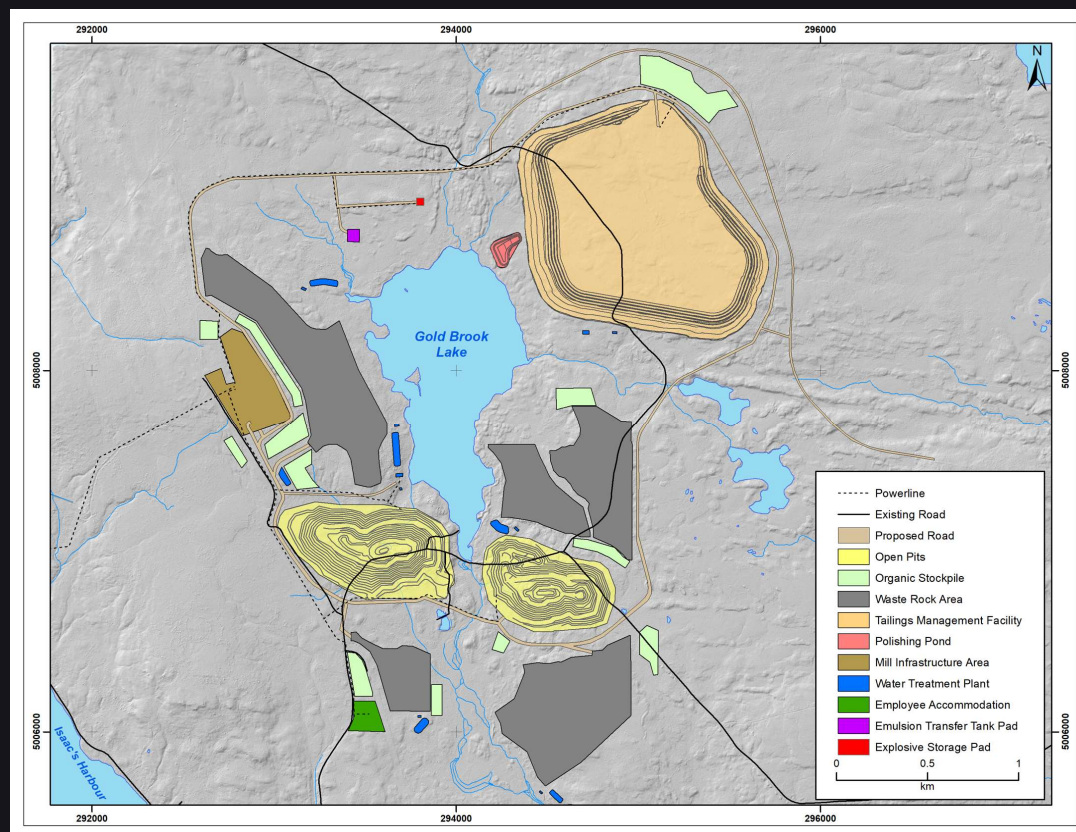 292000
294000
296000
N
5008000
5008000
Gold Brook
Lake
5006000
5006000
Isaac's Harbour
Powerline
Existing Road
Proposed Road
Open Pits
Organic Stockpile
Waste Rock Area
Tailings Management Facility
Polishing Pond
Mill Infrastructure Area
Water Treatment Plant
Employee Accommodation
Emulsion Transfer Tank Pad
Explosive Storage Pad
0 0.5 1
km
292000
294000
296000